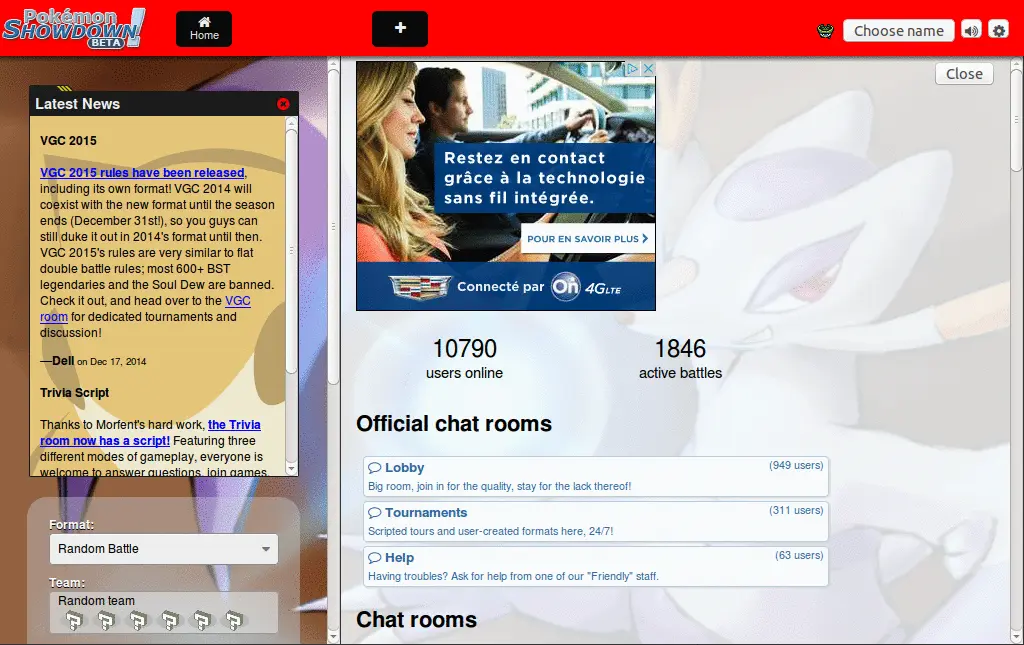 Pokémon
SHOWDOWN!
BETA
Home
Choose name
Close
Latest News
VGC 2015
VGC 2015 rules have been released,
including its own format! VGC 2014 will
coexist with the new format until the season
ends (December 31st!), so you guys can
still duke it out in 2014's format until then.
VGC 2015's rules are very similar to flat
double battle rules; most 600+ BST
legendaries and the Soul Dew are banned.
Check it out, and head over to the VGC
room for dedicated tournaments and
discussion!
—Dell on Dec 17, 2014
Trivia Script
Thanks to Morfent's hard work, the Trivia
room now has a script! Featuring three
different modes of gameplay, everyone is
welcome to answer questions, join games,
Format:
Random Battle
Team:
Random team
Restez en contact
grâce à la technologie
sans fil intégrée.
POUR EN SAVOIR PLUS
Connecté par On 4GLTE
10790
users online
1846
active battles
Official chat rooms
Lobby (949 users)
Big room, join in for the quality, stay for the lack thereof!
Tournaments (311 users)
Scripted tours and user-created formats here, 24/7!
Help (63 users)
Having troubles? Ask for help from one of our "Friendly" staff.
Chat rooms